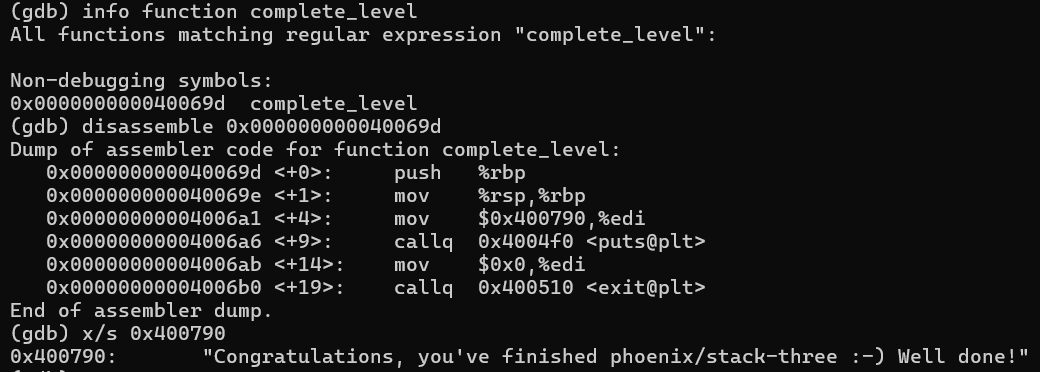 (gdb) info function complete_level
All functions matching regular expression "complete_level":
Non-debugging symbols:
0x000000000040069d  complete_level
(gdb) disassemble 0x000000000040069d
Dump of assembler code for function complete_level:
   0x000000000040069d <+0>:     push   %rbp
   0x000000000040069e <+1>:     mov    %rsp,%rbp
   0x00000000004006a1 <+4>:     mov    $0x400790,%edi
   0x00000000004006a6 <+9>:     callq  0x4004f0 <puts@plt>
   0x00000000004006ab <+14>:    mov    $0x0,%edi
   0x00000000004006b0 <+19>:    callq  0x400510 <exit@plt>
End of assembler dump.
(gdb) x/s 0x400790
0x400790:       "Congratulations, you've finished phoenix/stack-three :-) Well done!"